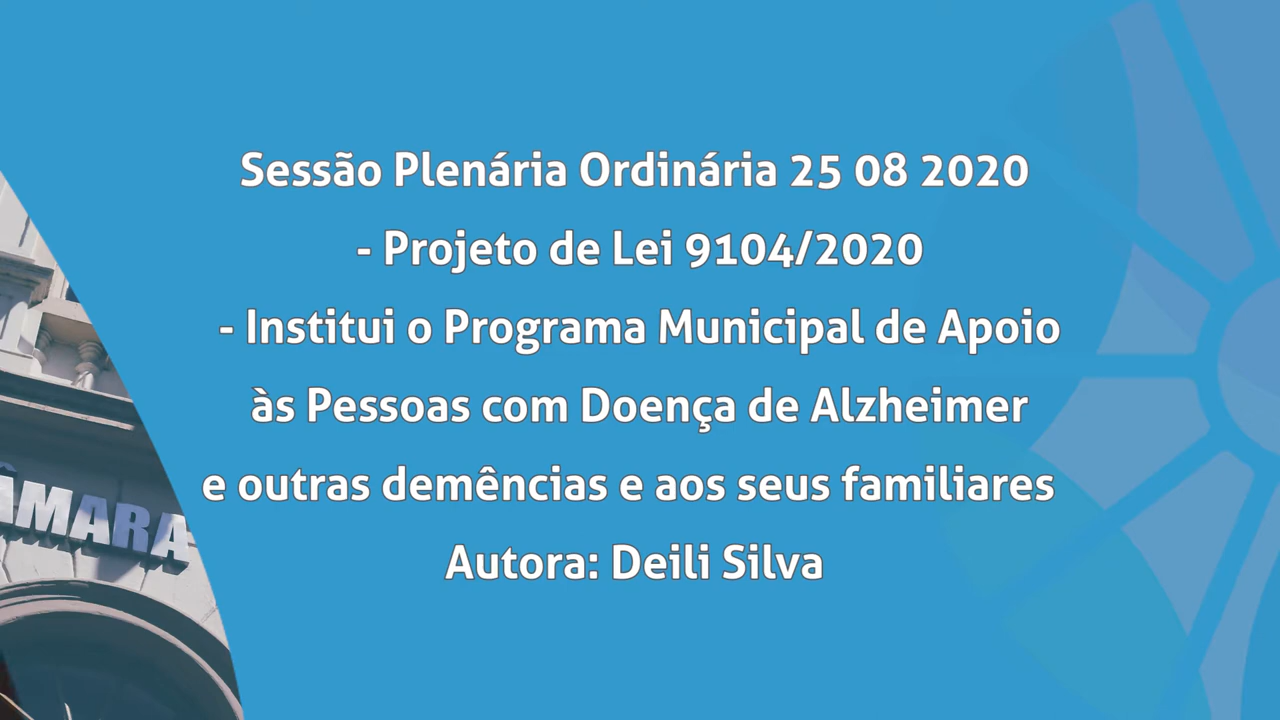 Sessão Plenária Ordinária 25 08 2020
- Projeto de Lei 9104/2020
- Institui o Programa Municipal de Apoio
às Pessoas com Doença de Alzheimer
e outras demências e aos seus familiares
Autora: Deili Silva
CÂMARA